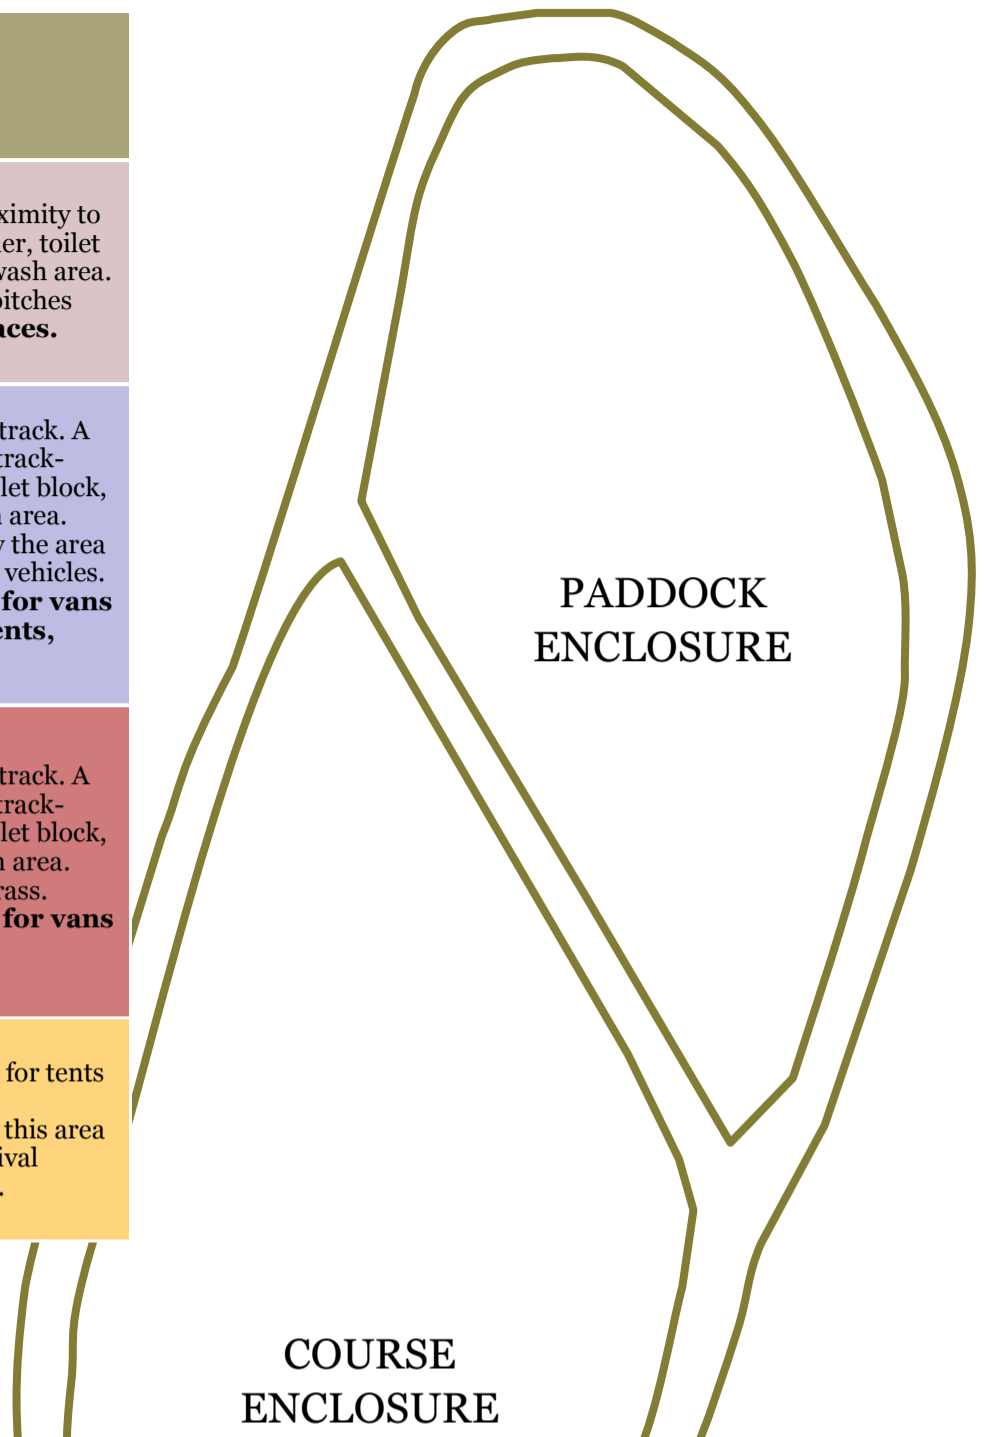 ximity to
er, toilet
wash area.
pitches
aces.
track. A
track-
let block,
area.
the area
vehicles.
for vans
ents,
track. A
track-
let block,
area.
rass.
for vans
for tents
this area
ival
.
PADDOCK
ENCLOSURE
COURSE
ENCLOSURE